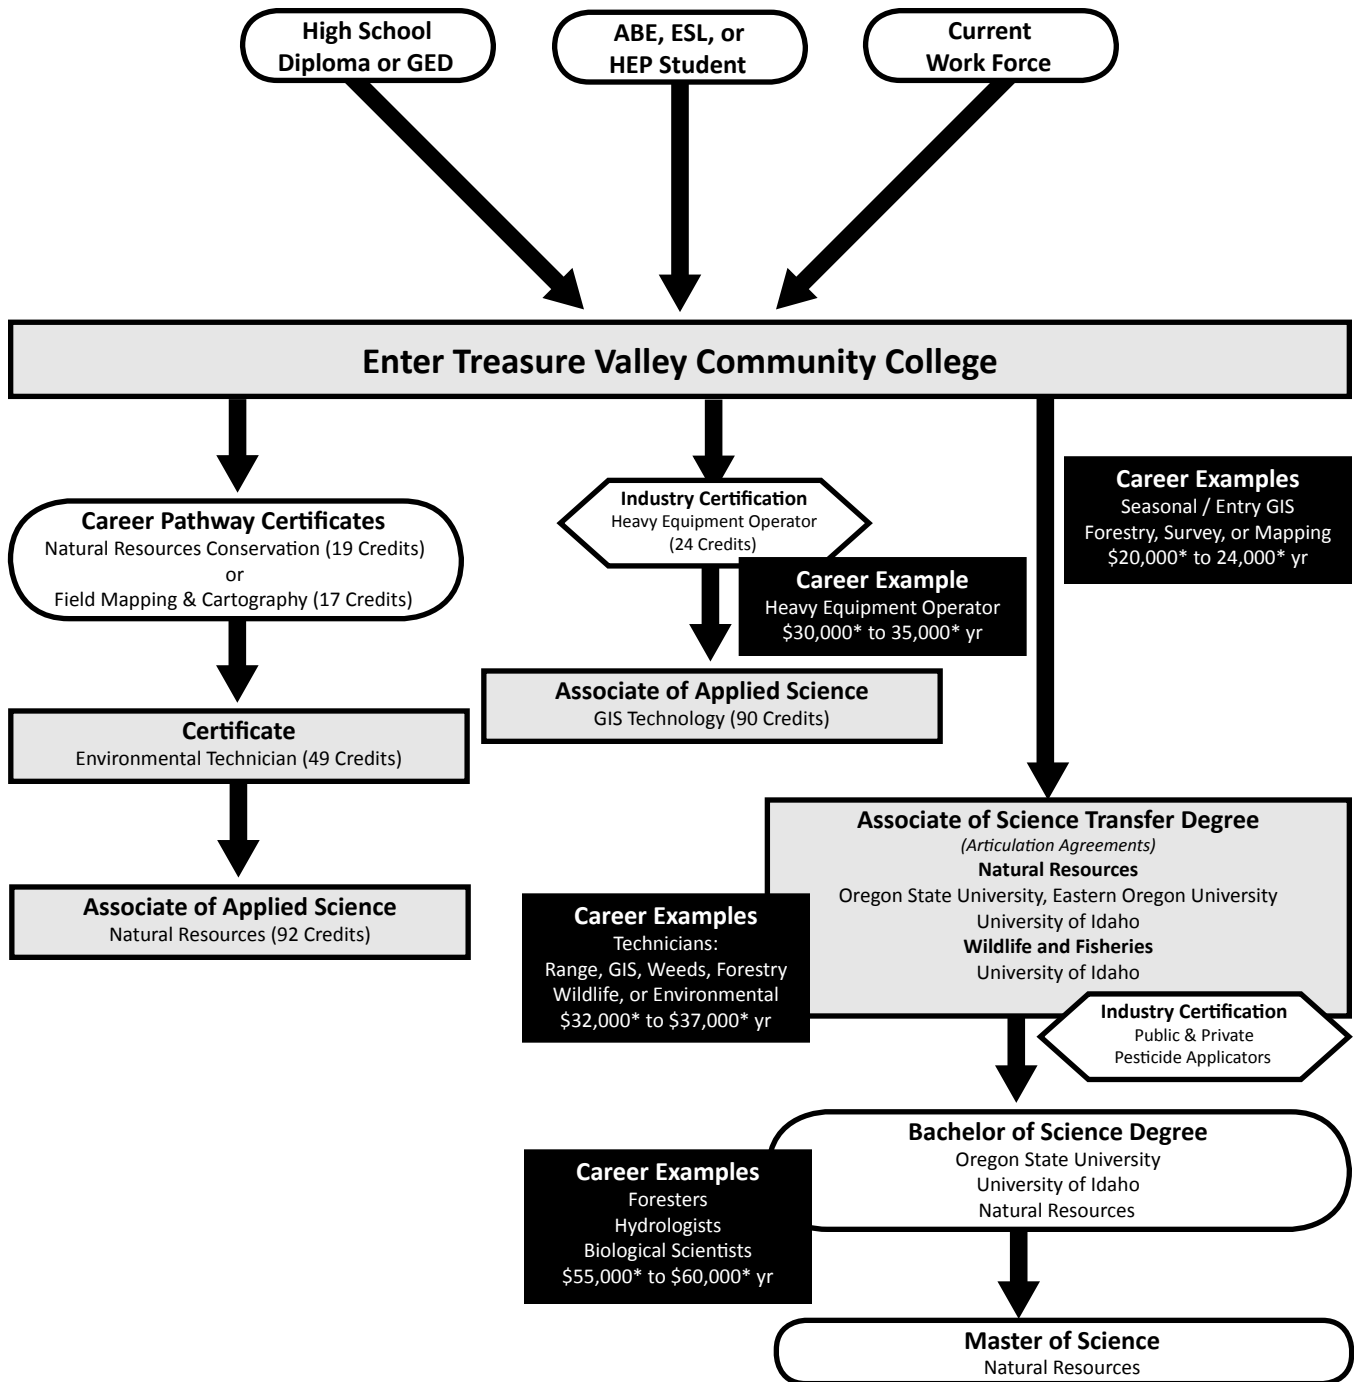 High School
Diploma or GED
ABE, ESL, or
HEP Student
Current
Work Force
Enter Treasure Valley Community College
Career Pathway Certificates
Natural Resources Conservation (19 Credits)
or
Field Mapping & Cartography (17 Credits)
Certificate
Environmental Technician (49 Credits)
Associate of Applied Science
Natural Resources (92 Credits)
Industry Certification
Heavy Equipment Operator
(24 Credits)
Career Example
Heavy Equipment Operator
$30,000* to 35,000* yr
Associate of Applied Science
GIS Technology (90 Credits)
Career Examples
Seasonal / Entry GIS
Forestry, Survey, or Mapping
$20,000* to 24,000* yr
Associate of Science Transfer Degree
(Articulation Agreements)
Natural Resources
Oregon State University, Eastern Oregon University
University of Idaho
Wildlife and Fisheries
University of Idaho
Career Examples
Technicians:
Range, GIS, Weeds, Forestry
Wildlife, or Environmental
$32,000* to $37,000* yr
Industry Certification
Public & Private
Pesticide Applicators
Bachelor of Science Degree
Oregon State University
University of Idaho
Natural Resources
Career Examples
Foresters
Hydrologists
Biological Scientists
$55,000* to $60,000* yr
Master of Science
Natural Resources